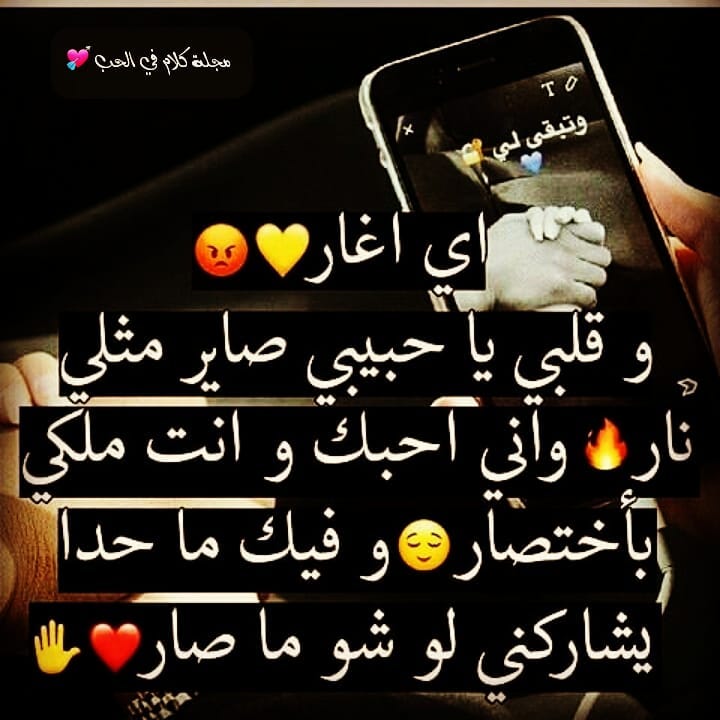 مجلة كلام في الحب 💘
T
×
وتبقى لي 🔐
💙
اي اغار💛😡
و قلبي يا حبيبي صاير مثلي
نار🔥 واني احبك و انت ملكي
بأختصار😌و فيك ما حدا
يشاركني لو شو ما صار❤️✋